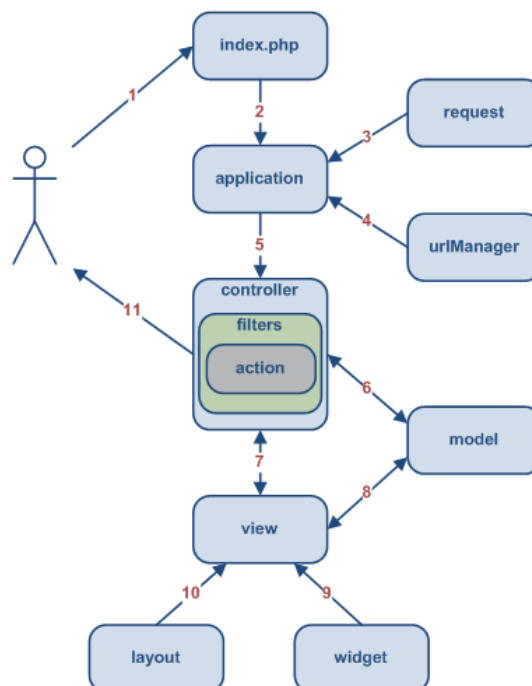 index.php
1
2
request
3
application
4
urlManager
5
controller
filters
11
action
6
model
7
8
view
10
9
layout
widget